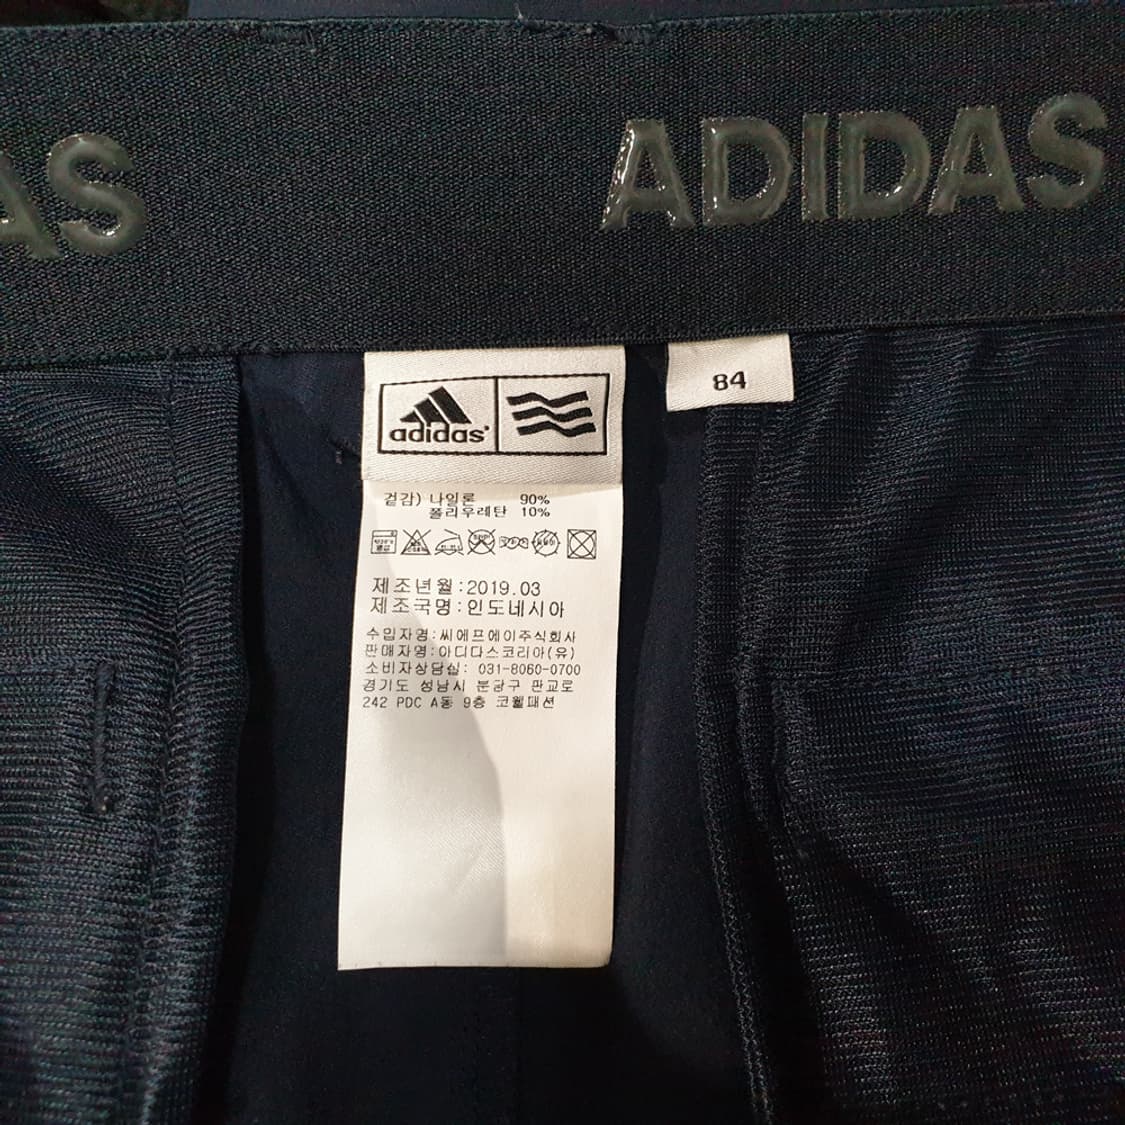 AS
ADIDAS
84
adidas
겉감) 나일론 90%
폴리우레탄 10%
제조년월:2019.03
제조국명:인도네시아
수입자명:씨에프에이주식회사
판매자명:아디다스코리아(유)
소비자상담실: 031-8060-0700
경기도 성남시 분당구 판교로
242 PDC A동 9층 코웰패션